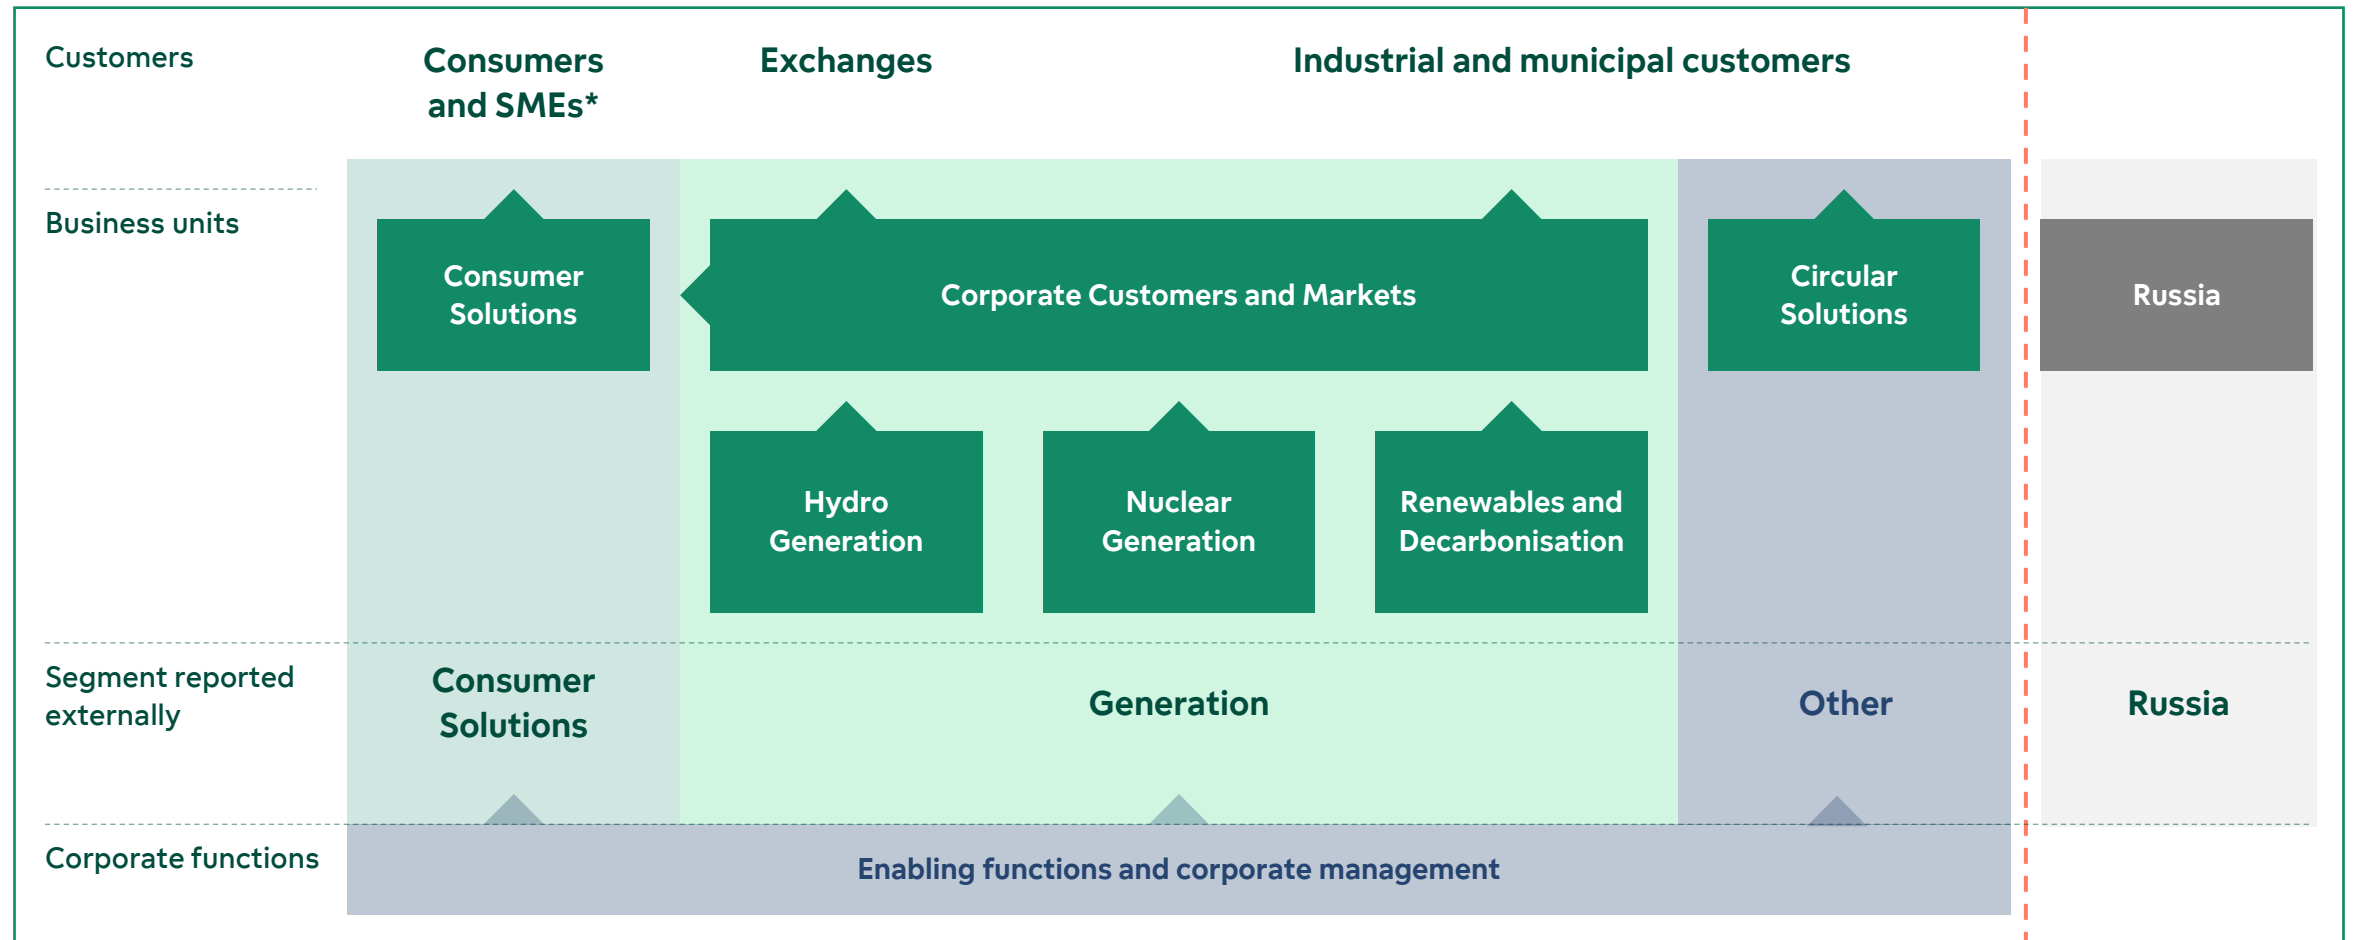 Customers
Consumers
and SMEs*
Exchanges
Industrial and municipal customers
Business units
Consumer
Solutions
Corporate Customers and Markets
Circular
Solutions
Russia
Hydro
Generation
Nuclear
Generation
Renewables and
Decarbonisation
Segment reported
externally
Consumer
Solutions
Generation
Other
Russia
Corporate functions
Enabling functions and corporate management